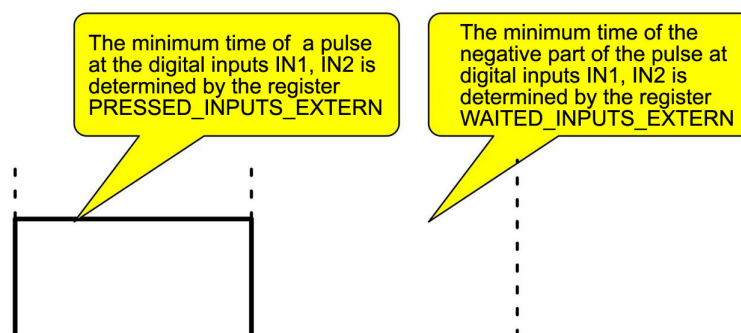 The minimum time of a pulse
at the digital inputs IN1, IN2 is
determined by the register
PRESSED_INPUTS_EXTERN
The minimum time of the
negative part of the pulse at
digital inputs IN1, IN2 is
determined by the register
WAITED_INPUTS_EXTERN